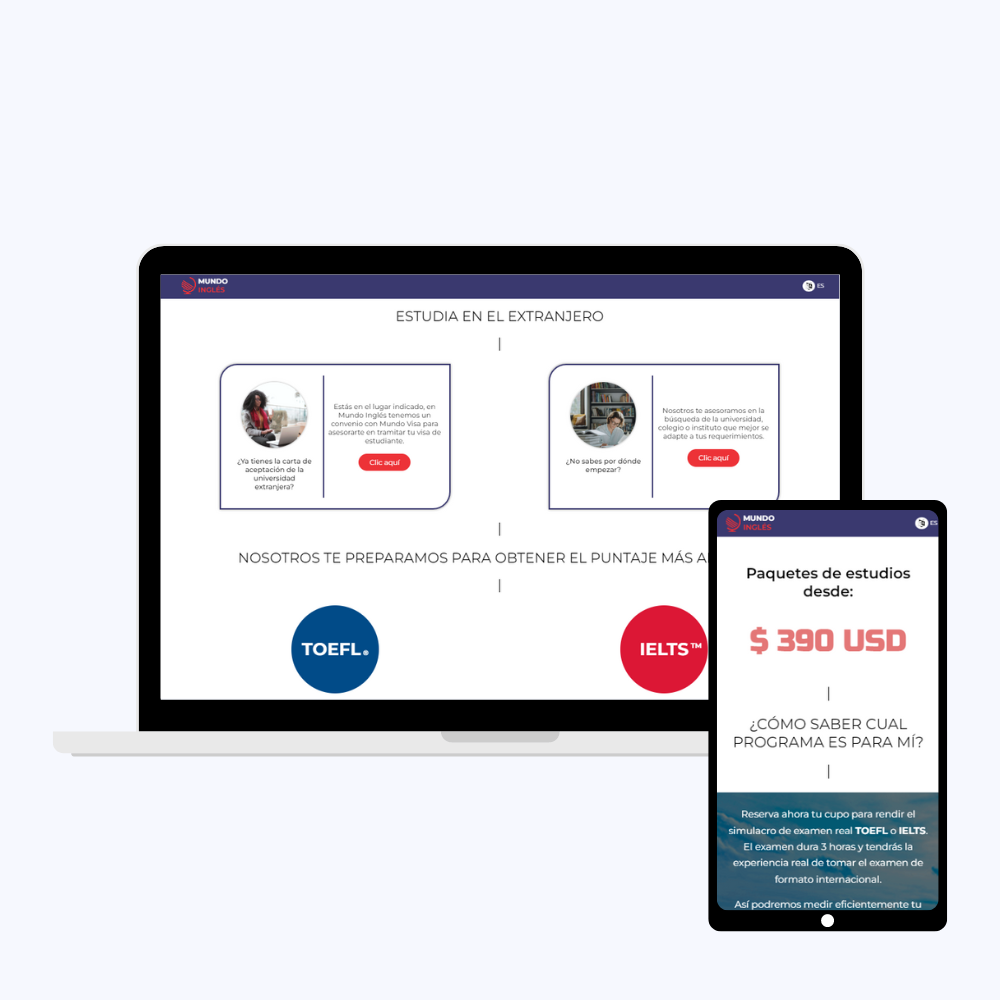 MUNDO
INGLÉS
ES
ESTUDIA EN EL EXTRANJERO
|
¿Ya tienes la carta de
aceptación de la
universidad
extranjera?
Estás en el lugar indicado, en
Mundo Inglés tenemos un
convenio con Mundo Visa para
asesorarte en tramitar tu visa de
estudiante.
Clic aquí
¿No sabes por dónde
empezar?
Nosotros te asesoramos en la
búsqueda de la universidad,
colegio o instituto que mejor se
adapte a tus requerimientos.
Clic aquí
|
NOSOTROS TE PREPARAMOS PARA OBTENER EL PUNTAJE MÁS A
|
TOEFL®
IELTS™
MUNDO
INGLÉS
ES
Paquetes de estudios
desde:
$ 390 USD
|
¿CÓMO SABER CUAL
PROGRAMA ES PARA MÍ?
|
Reserva ahora tu cupo para rendir el
simulacro de examen real TOEFL o IELTS.
El examen dura 3 horas y tendrás la
experiencia real de tomar el examen de
formato internacional.
Así podremos medir eficientemente tu